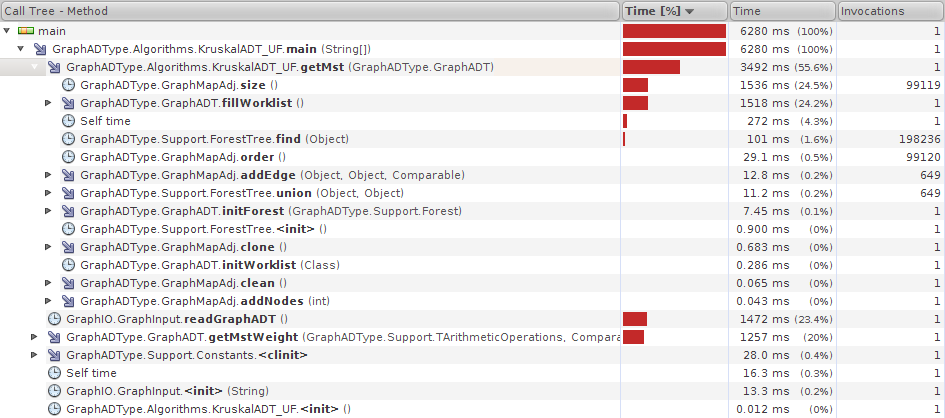 Call Tree - Method Time [%] Time Invocations
main 6280 ms (100%) 1
GraphADType.Algorithms.KruskalADT_UF.main (String[]) 6280 ms (100%) 1
GraphADType.Algorithms.KruskalADT_UF.getMst (GraphADType.GraphADT) 3492 ms (55.6%) 1
GraphADType.GraphMapAdj.size () 1536 ms (24.5%) 99119
GraphADType.GraphADT.fillWorklist () 1518 ms (24.2%) 1
Self time 272 ms (4.3%) 1
GraphADType.Support.ForestTree.find (Object) 101 ms (1.6%) 198236
GraphADType.GraphMapAdj.order () 29.1 ms (0.5%) 99120
GraphADType.GraphMapAdj.addEdge (Object, Object, Comparable) 12.8 ms (0.2%) 649
GraphADType.Support.ForestTree.union (Object, Object) 11.2 ms (0.2%) 649
GraphADType.GraphADT.initForest (GraphADType.Support.Forest) 7.45 ms (0.1%) 1
GraphADType.Support.ForestTree.<init> () 0.900 ms (0%) 1
GraphADType.GraphMapAdj.clone () 0.683 ms (0%) 1
GraphADType.GraphADT.initWorklist (Class) 0.286 ms (0%) 1
GraphADType.GraphMapAdj.clean () 0.065 ms (0%) 1
GraphADType.GraphMapAdj.addNodes (int) 0.043 ms (0%) 1
GraphIO.GraphInput.readGraphADT () 1472 ms (23.4%) 1
GraphADType.GraphADT.getMstWeight (GraphADType.Support.TArithmeticOperations, Compara 1257 ms (20%) 1
GraphADType.Support.Constants.<clinit> 28.0 ms (0.4%) 1
Self time 16.3 ms (0.3%) 1
GraphIO.GraphInput.<init> (String) 13.3 ms (0.2%) 1
GraphADType.Algorithms.KruskalADT_UF.<init> () 0.012 ms (0%) 1